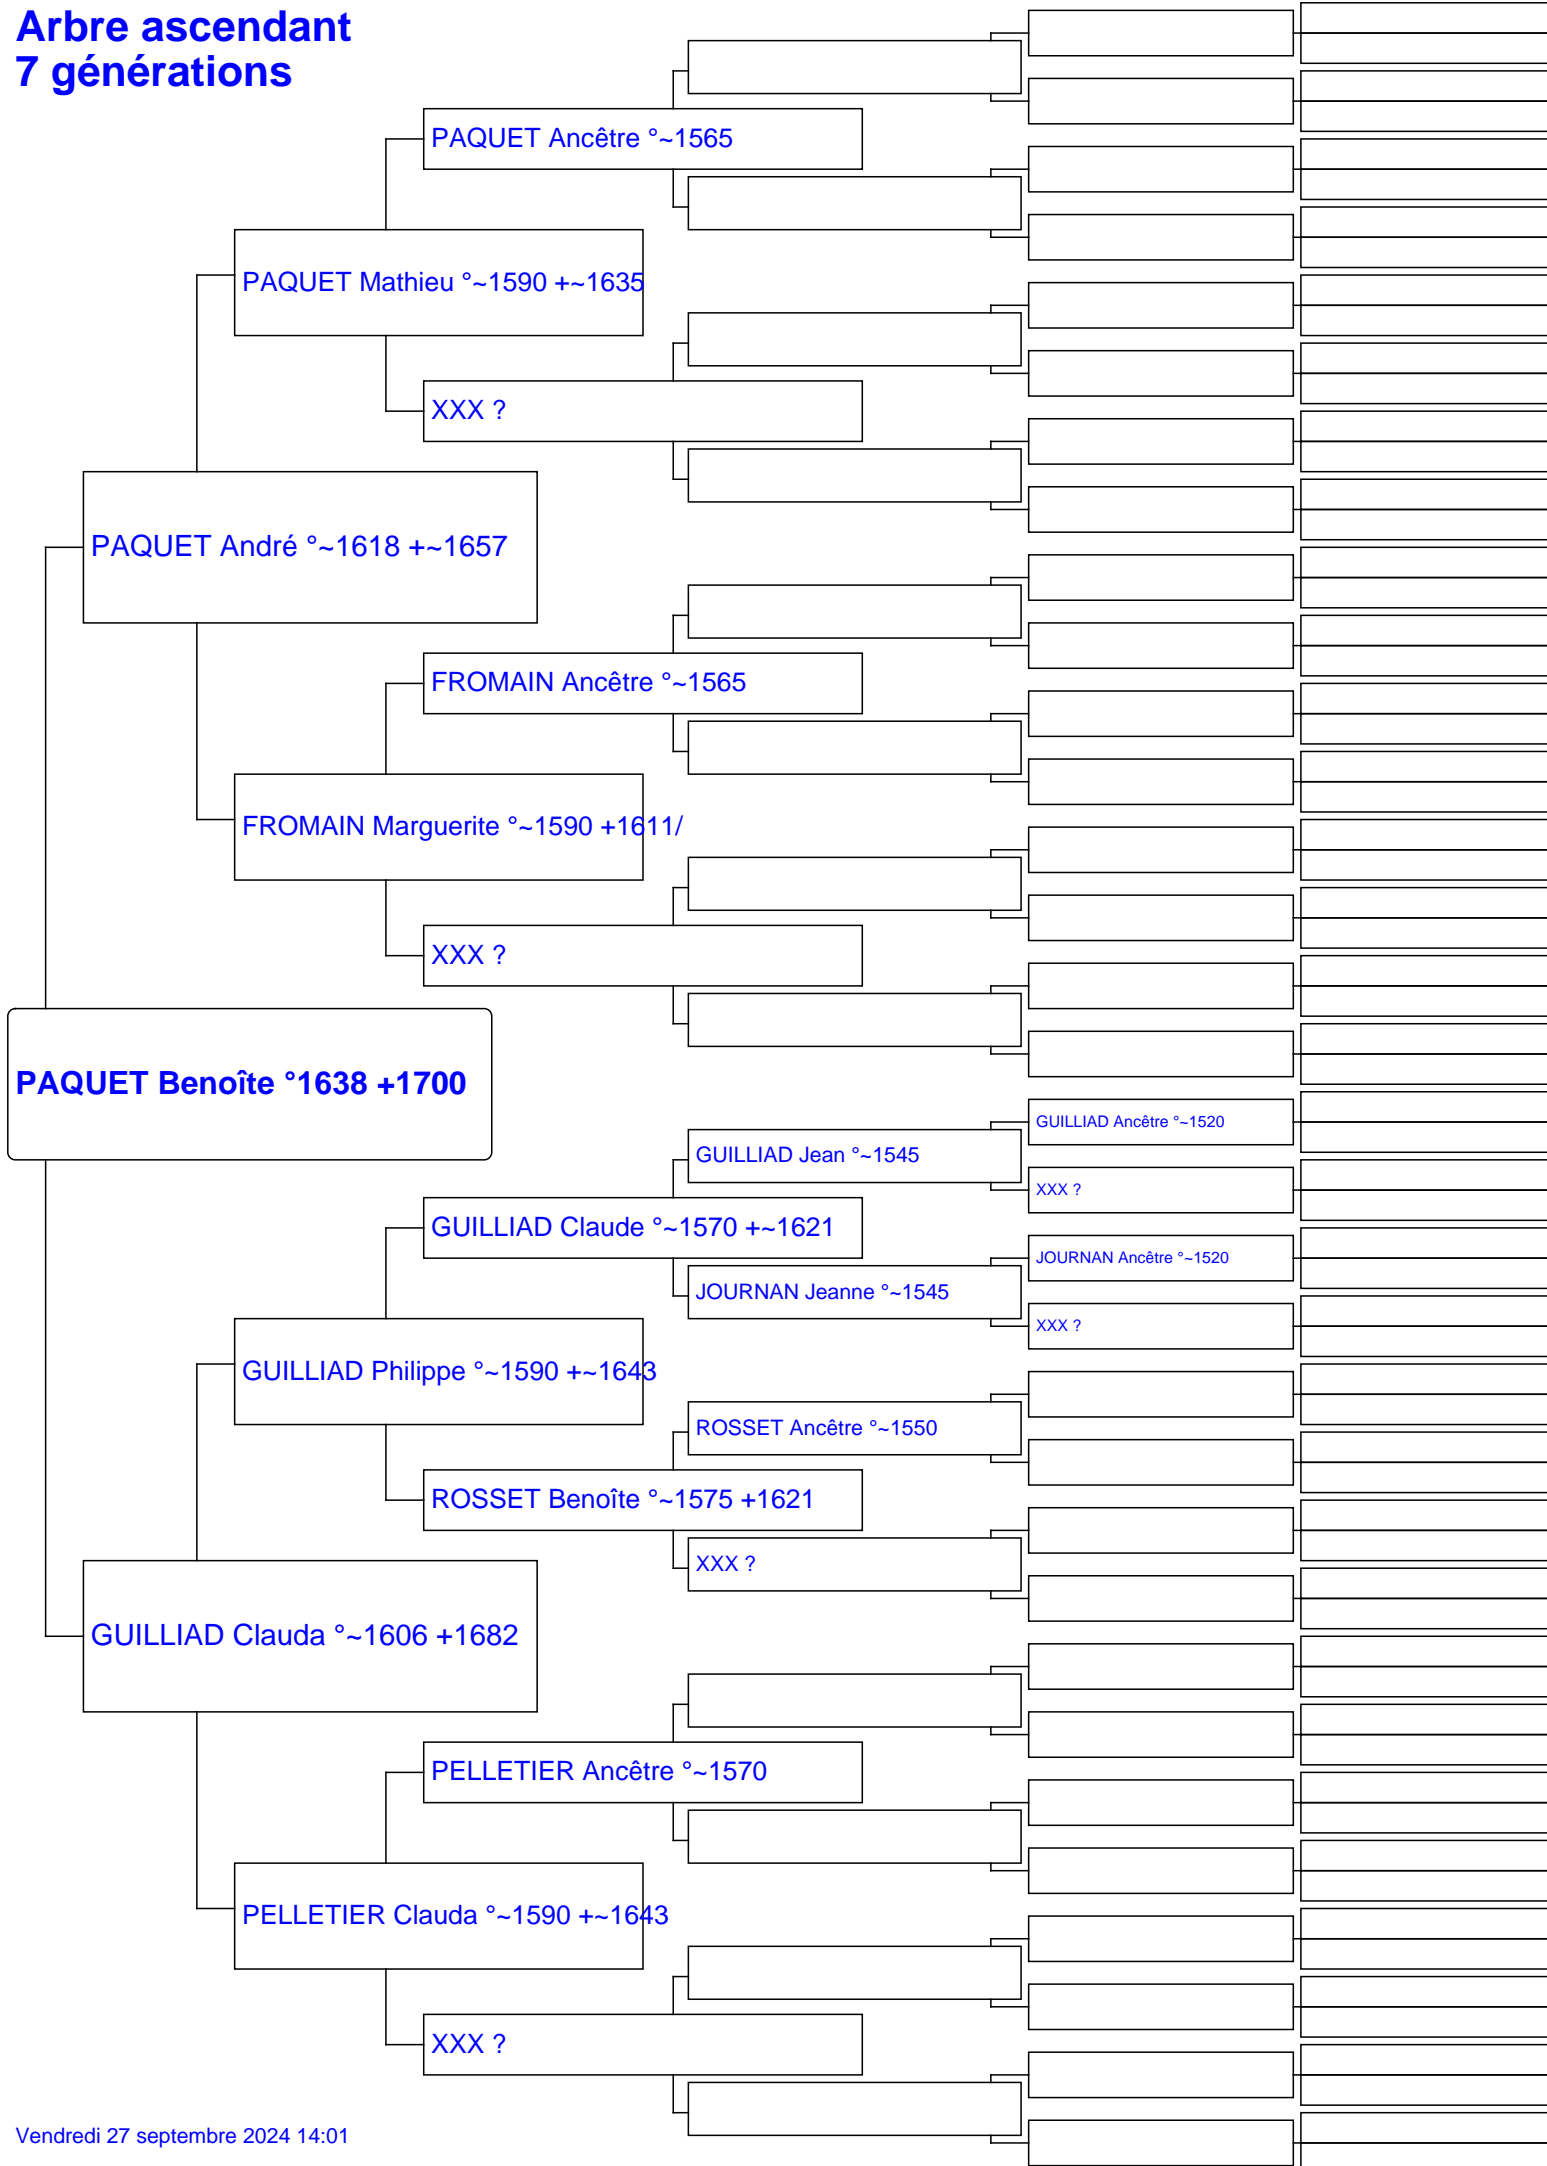 Arbre ascendant
7 générations
PAQUET Ancêtre °~1565
PAQUET Mathieu °~1590 +~1635
XXX ?
PAQUET André °~1618 +~1657
FROMAIN Ancêtre °~1565
FROMAIN Marguerite °~1590 +1611/
XXX ?
PAQUET Benoîte °1638 +1700
GUILLIAD Ancêtre °~1520
GUILLIAD Jean °~1545
XXX ?
GUILLIAD Claude °~1570 +~1621
JOURNAN Ancêtre °~1520
JOURNAN Jeanne °~1545
XXX ?
GUILLIAD Philippe °~1590 +~1643
ROSSET Ancêtre °~1550
ROSSET Benoîte °~1575 +1621
XXX ?
GUILLIAD Clauda °~1606 +1682
PELLETIER Ancêtre °~1570
PELLETIER Clauda °~1590 +~1643
XXX ?
Vendredi 27 septembre 2024 14:01